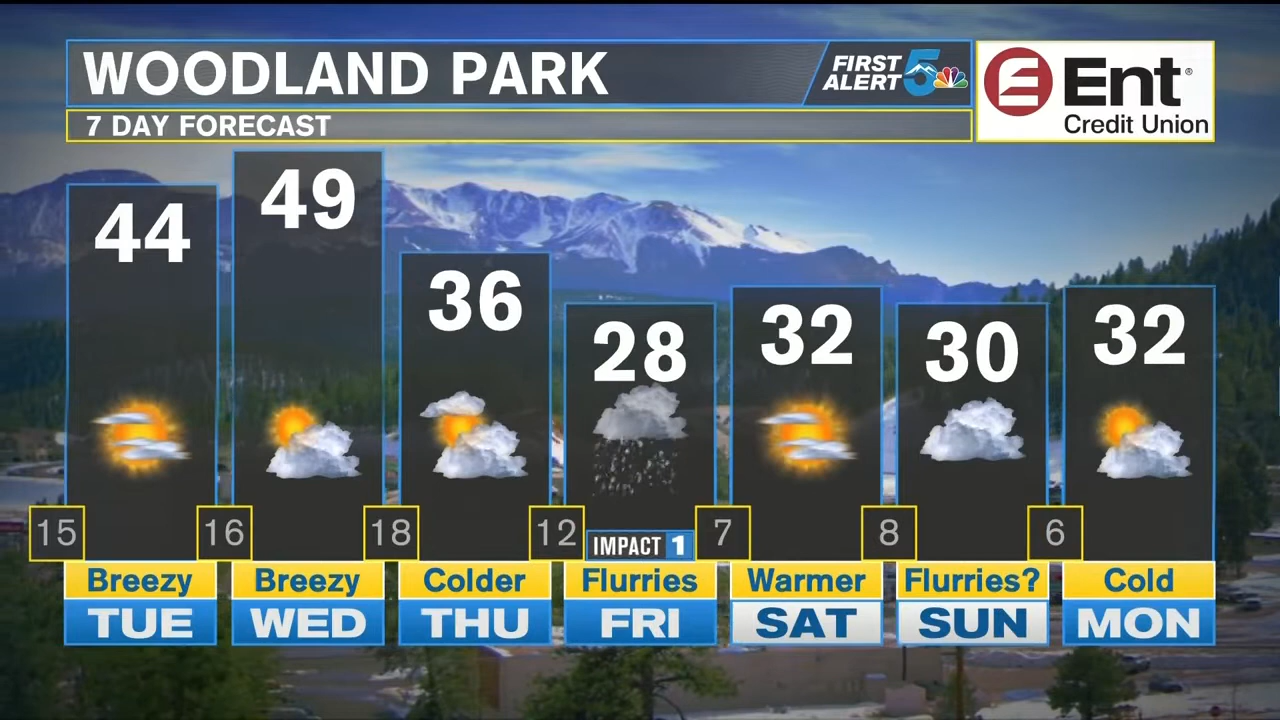 WOODLAND PARK
FIRST
ALERT 5
Ent
Credit Union
7 DAY FORECAST
44 49 36 28 32 30 32
15 16 18 12 7 8 6
IMPACT 1
Breezy Breezy Colder Flurries Warmer Flurries? Cold
TUE WED THU FRI SAT SUN MON